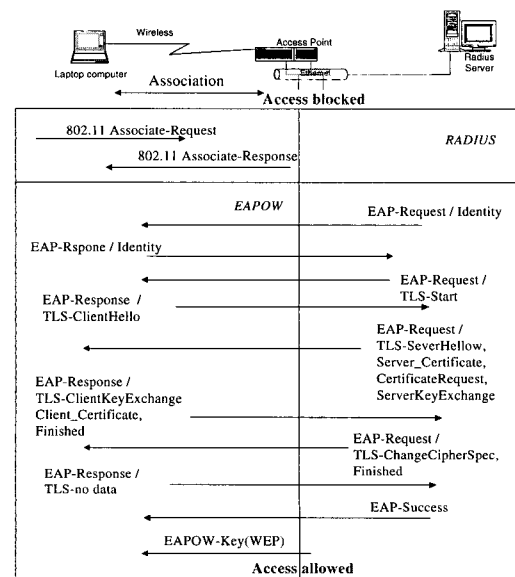 Wireless
Access Point
Laptop computer
Ethernet
Radius
Server
Association
Access blocked
802.11 Associate-Request
RADIUS
802.11 Associate-Response
EAPOW
EAP-Request / Identity
EAP-Rspone / Identity
EAP-Request /
TLS-Start
EAP-Response /
TLS-ClientHello
EAP-Request /
TLS-SeverHellow,
Server_Certificate,
CertificateRequest,
ServerKeyExchange
EAP-Response /
TLS-ClientKeyExchange
Client_Certificate,
Finished
EAP-Request /
TLS-ChangeCipherSpec,
Finished
EAP-Response /
TLS-no data
EAP-Success
EAPOW-Key(WEP)
Access allowed